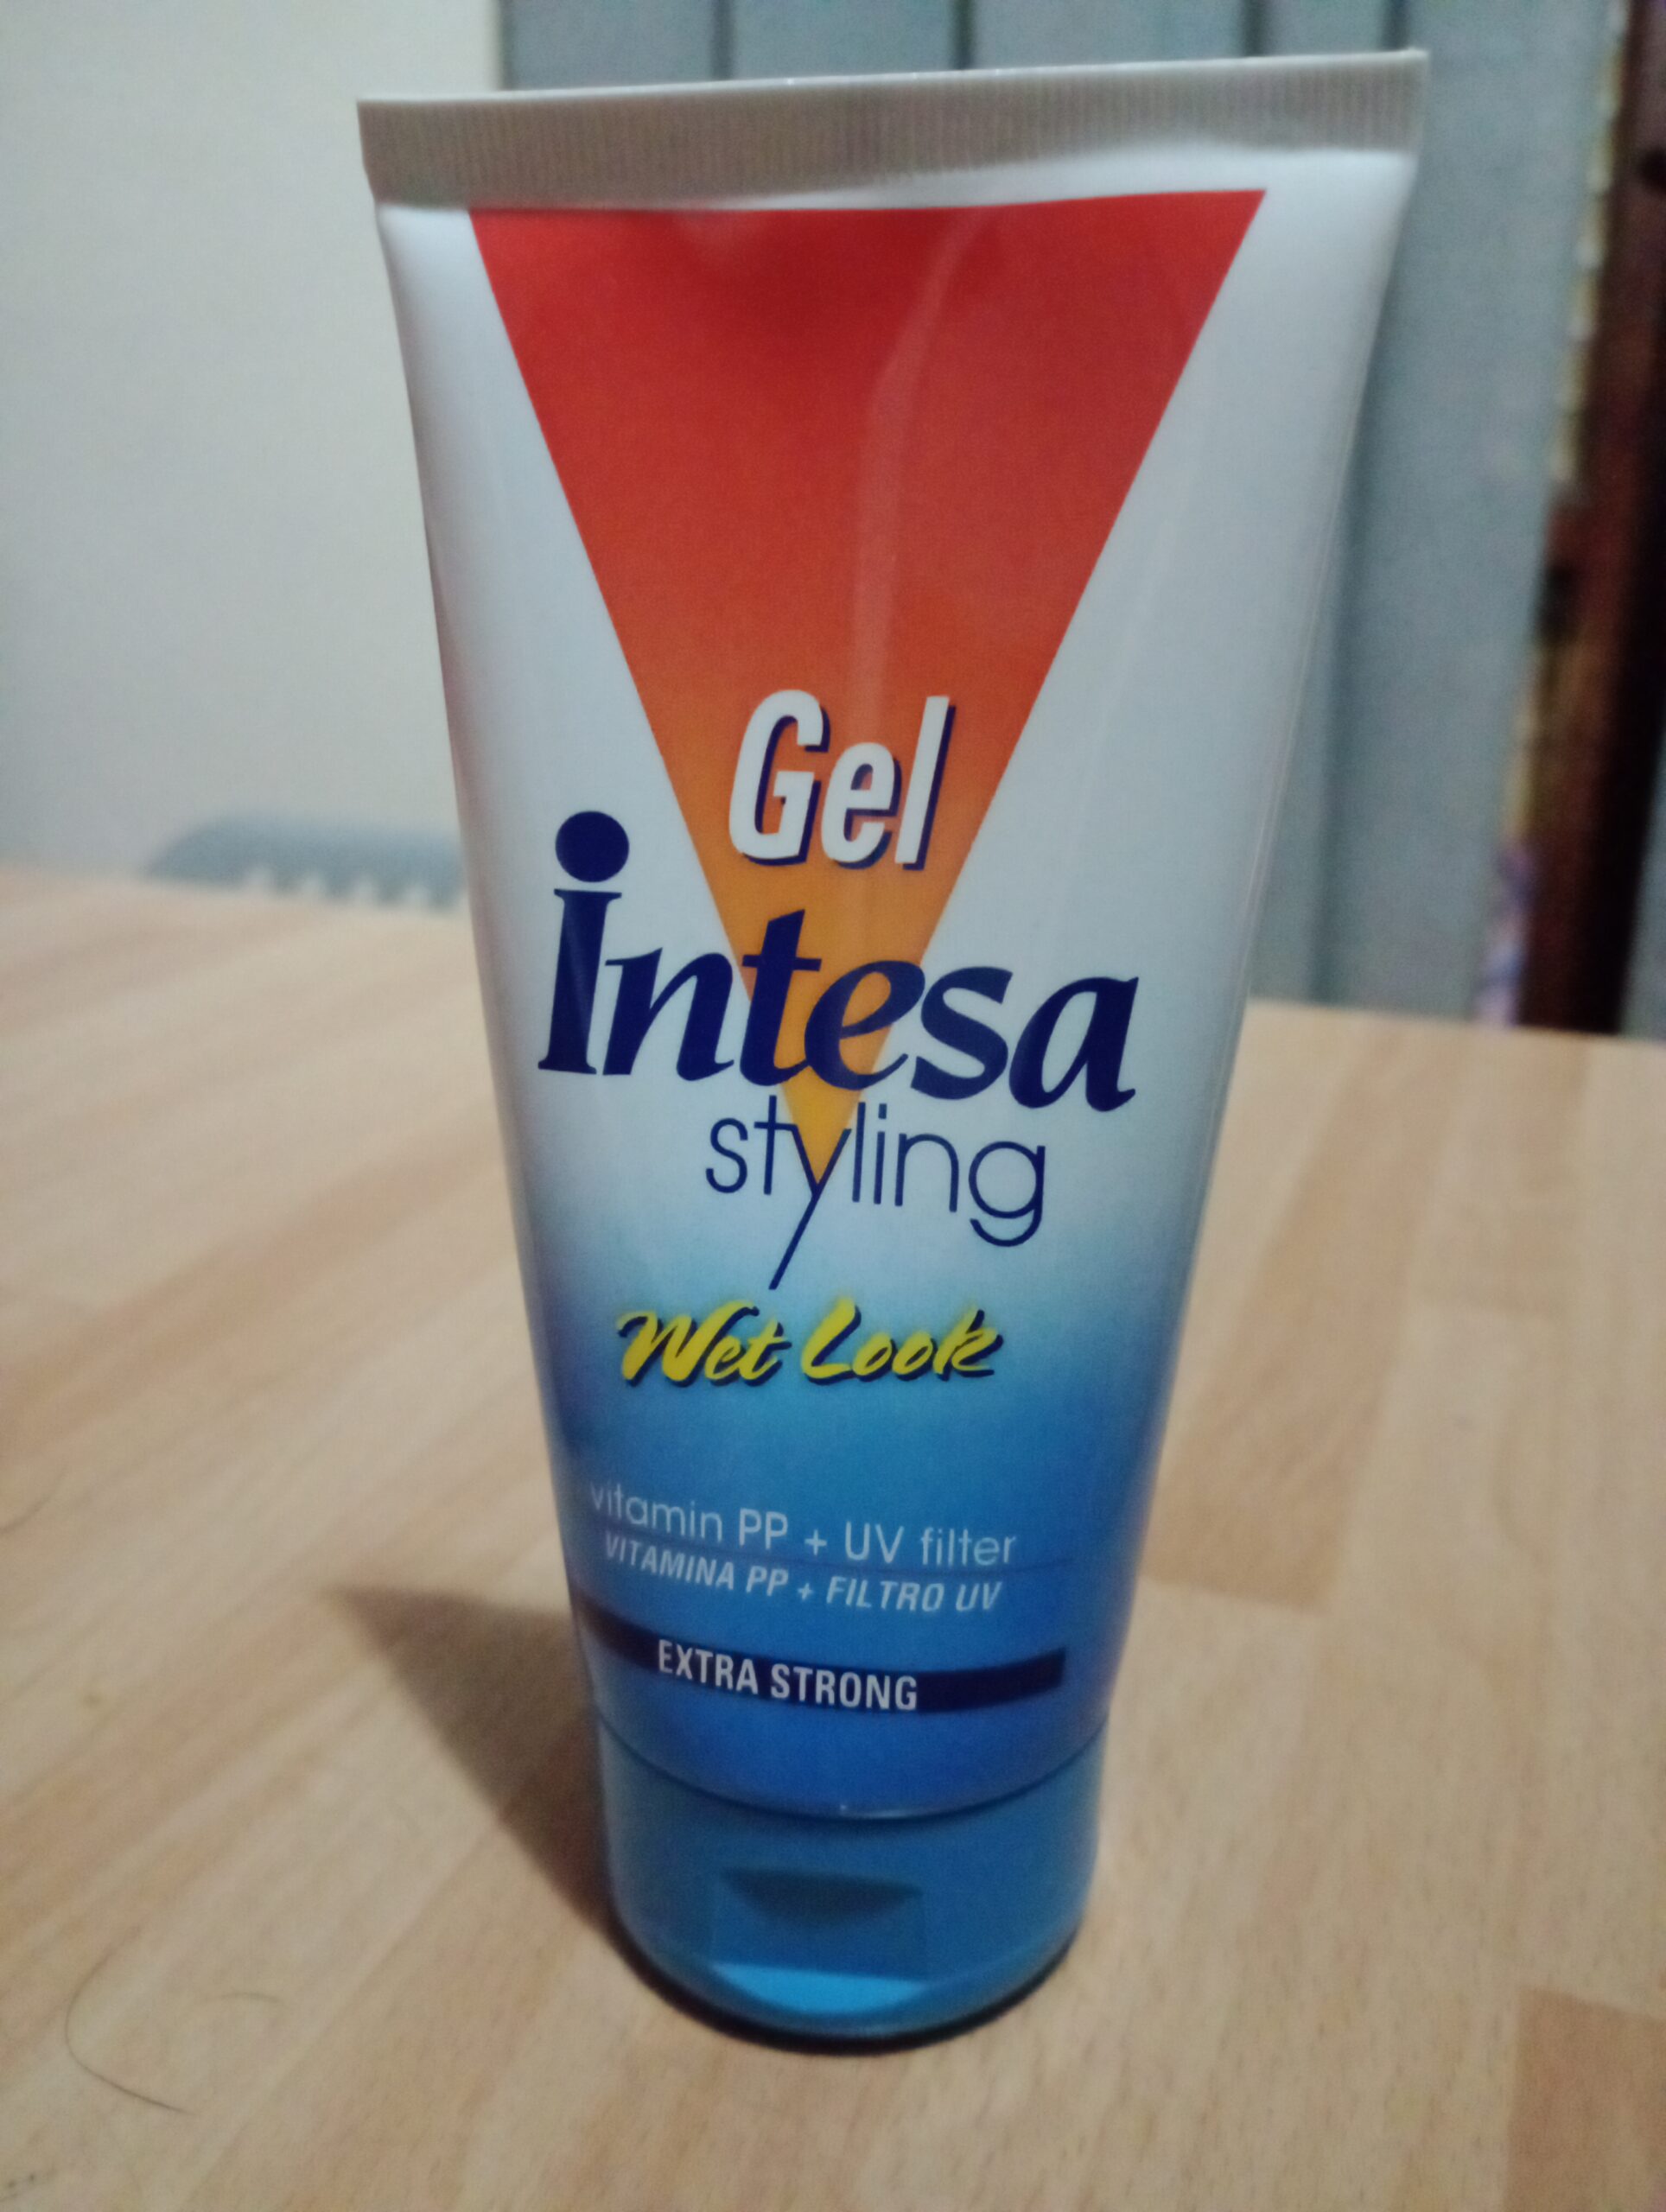 Gel
intesa
styling
Wet Look
vitamin PP + UV filter
VITAMINA PP + FILTRO UV
EXTRA STRONG